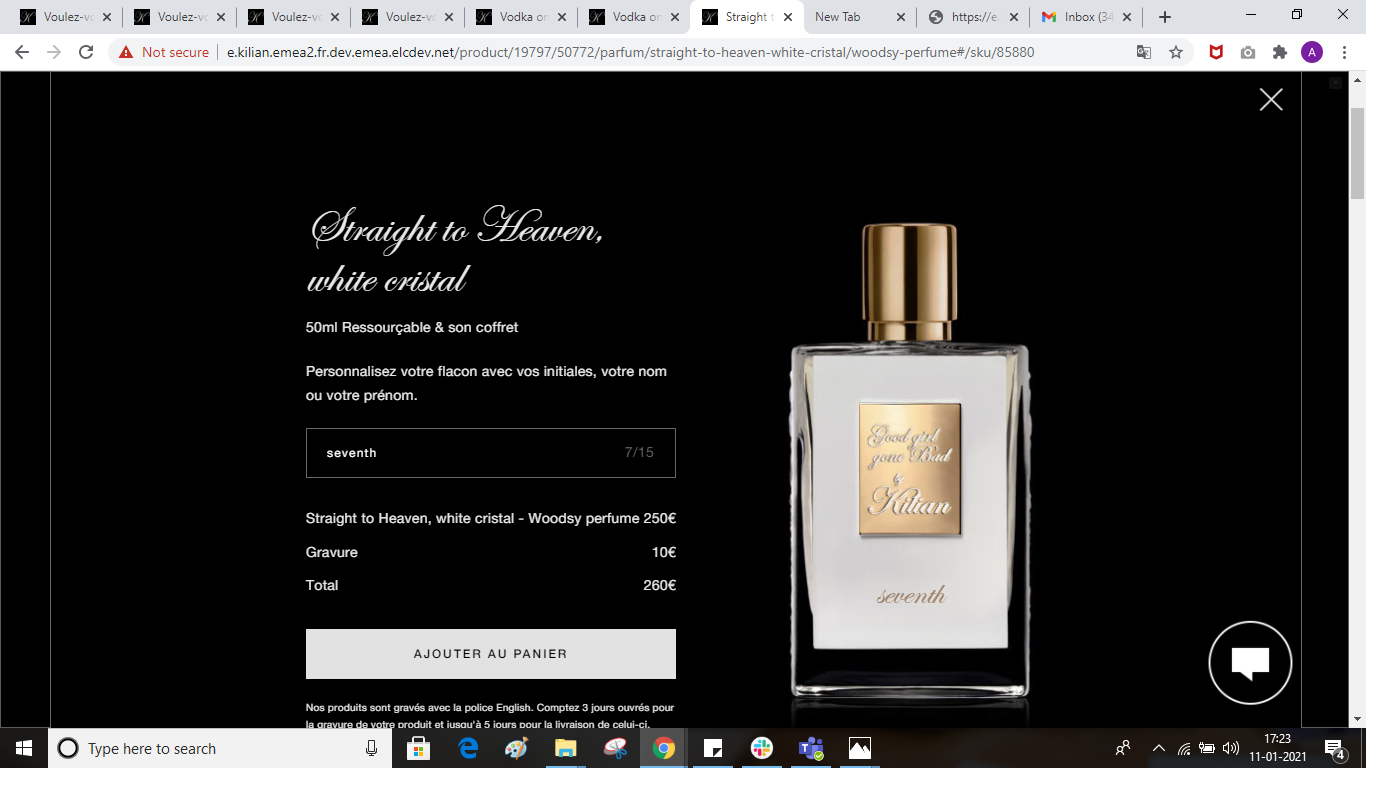 Voulez-vo
Voulez-vo
Voulez-vo
Voulez-vo
Vodka on
Vodka on
Straight t
New Tab
https://e.
Inbox (34
Not secure
e.kilian.emea2.fr.dev.emea.elcdev.net/product/19797/50772/parfum/straight-to-heaven-white-cristal/woodsy-perfume#/sku/85880
A
Straight to Heaven,
white cristal
50ml Ressourçable & son coffret
Personnalisez votre flacon avec vos initiales, votre nom
ou votre prénom.
seventh 7/15
Straight to Heaven, white cristal - Woodsy perfume 250€
Gravure 10€
Total 260€
AJOUTER AU PANIER
Nos produits sont gravés avec la police English. Comptez 3 jours ouvrés pour
la gravure de votre produit et jusqu'à 5 jours pour la livraison de celui-ci.
Good girl
gone Bad
by
Kilian
seventh
Type here to search
17:23
11-01-2021
4